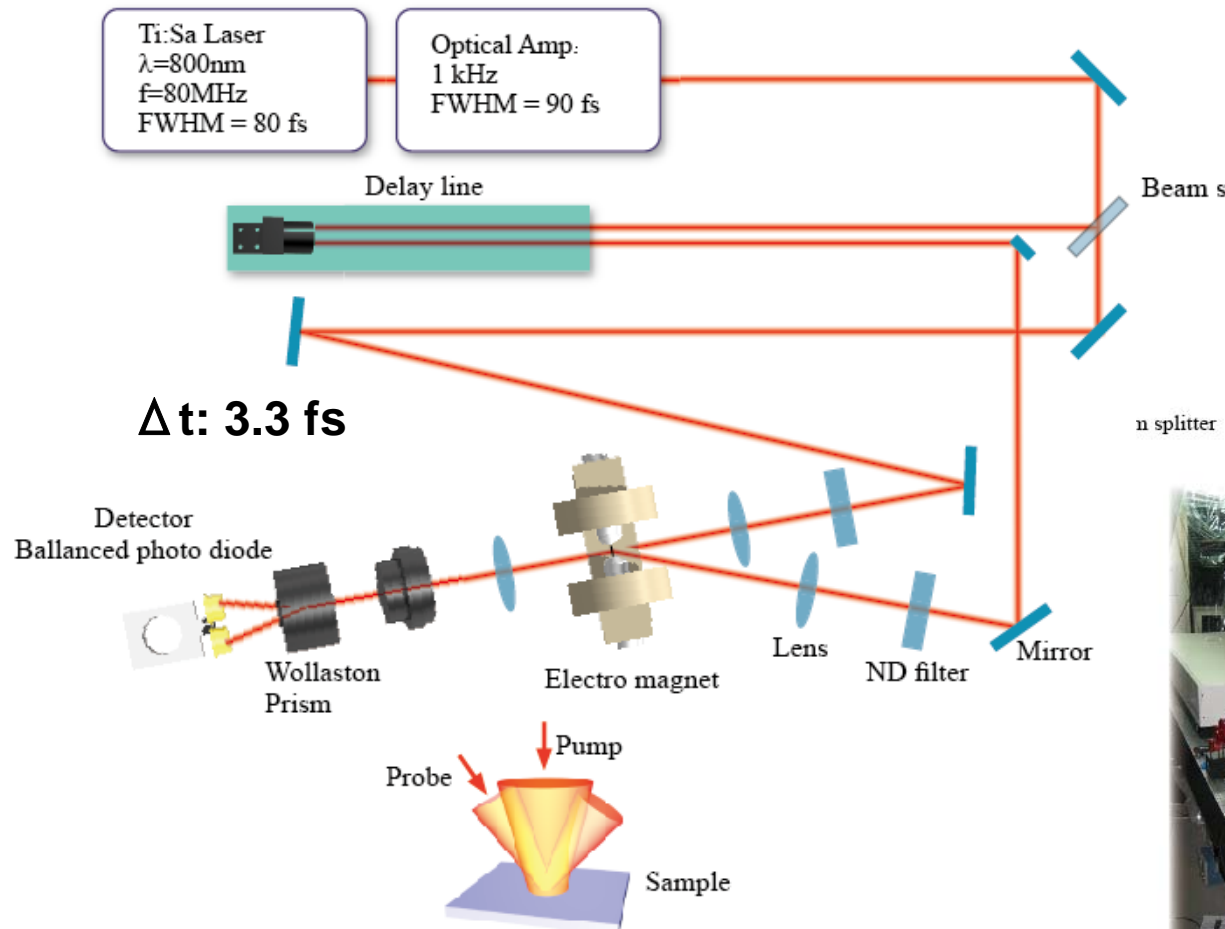 Ti:Sa Laser
λ=800nm
f=80MHz
FWHM = 80 fs
Optical Amp.
1 kHz
FWHM = 90 fs
Delay line
Beam s
Δt: 3.3 fs
m splitter
Detector
Ballanced photo diode
Wollaston
Prism
Electro magnet
Lens
ND filter
Mirror
Pump
Probe
Sample